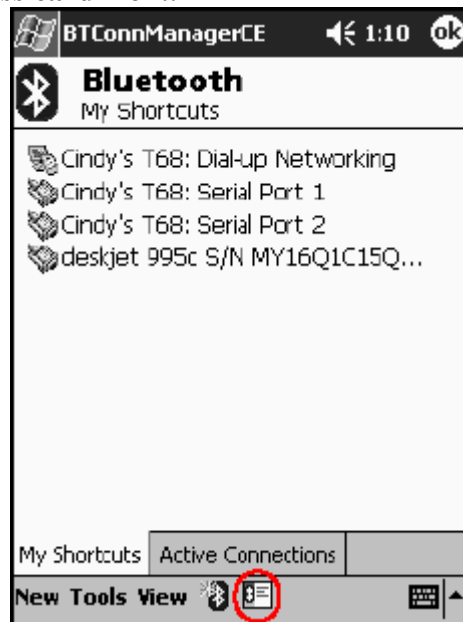 BTConnManagerCE 1:10 ok
Bluetooth
My Shortcuts
Cindy's T68: Dial-up Networking
Cindy's T68: Serial Port 1
Cindy's T68: Serial Port 2
deskjet 995c S/N MY16Q1C15Q...
My Shortcuts Active Connections
New Tools View